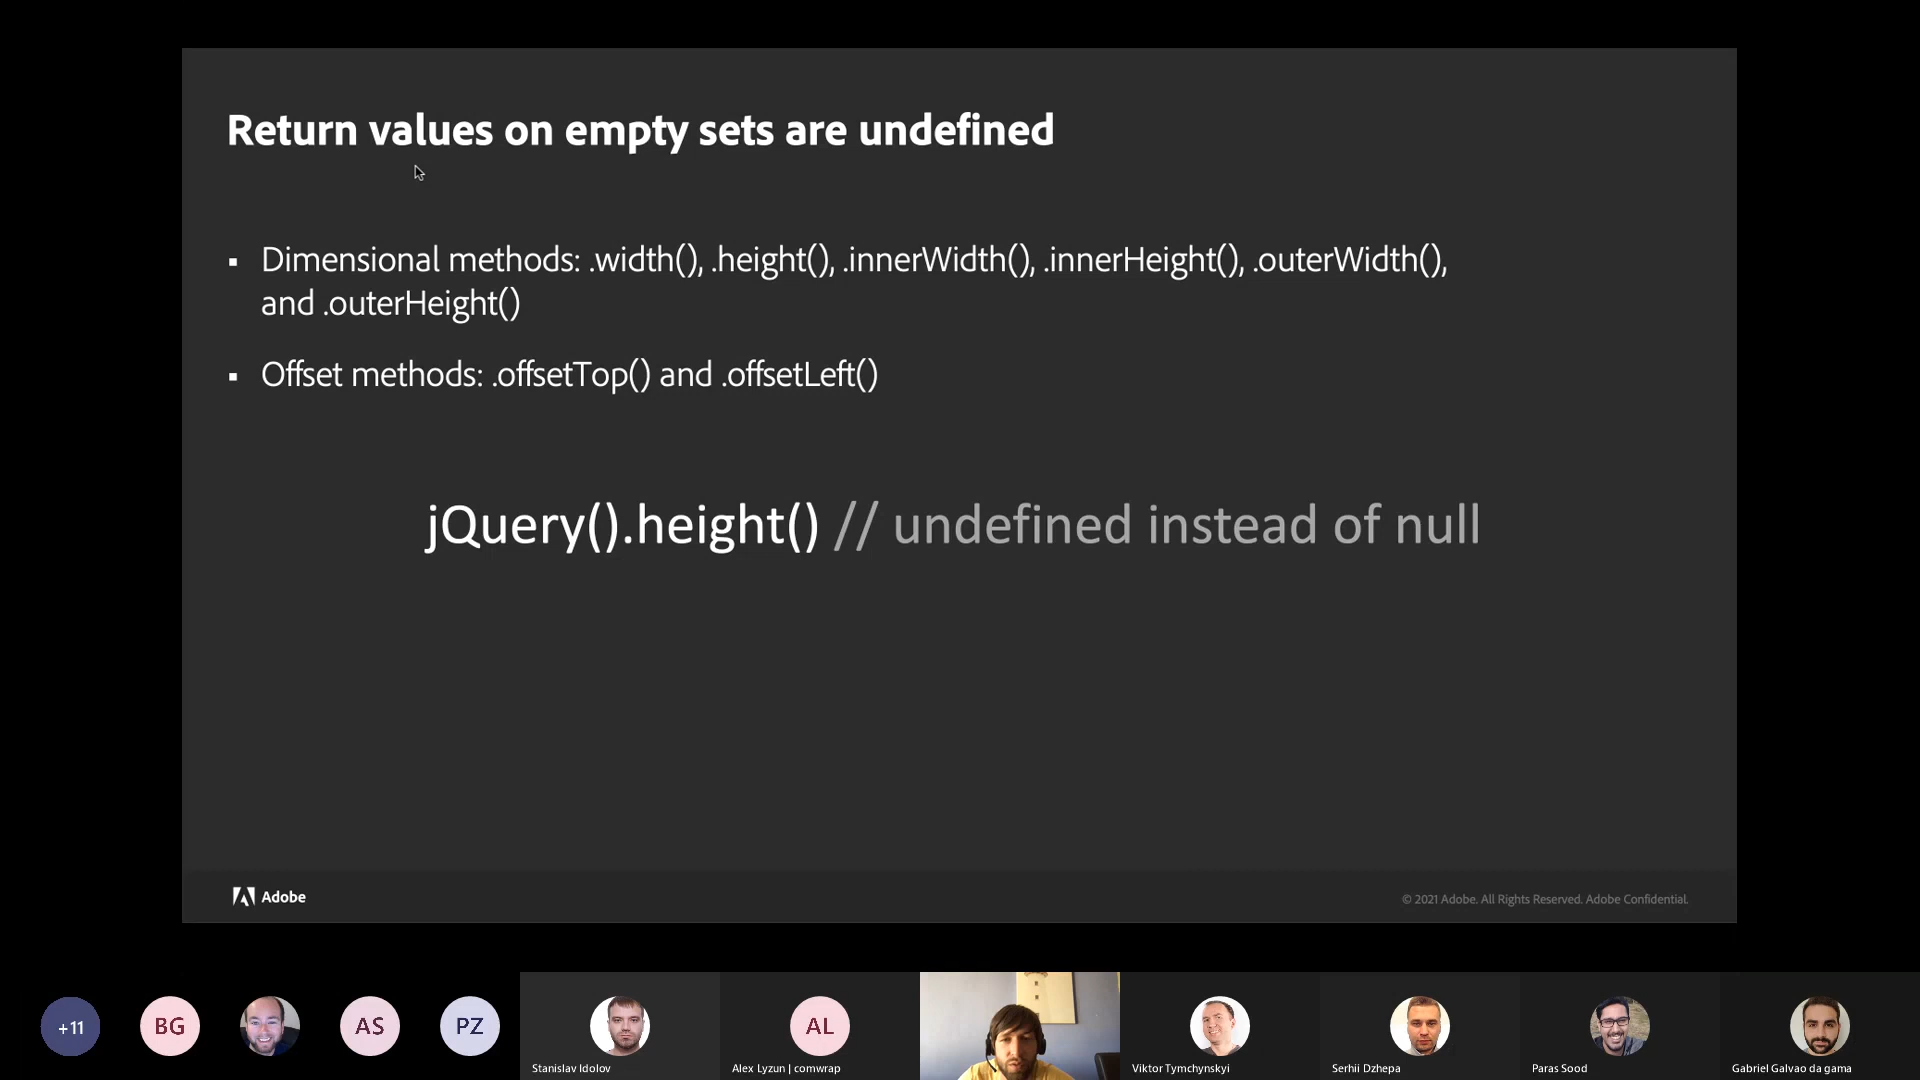 Return values on empty sets are undefined
▪ Dimensional methods: .width(), .height(), .innerWidth(), .innerHeight(), .outerWidth(),
and .outerHeight()
▪ Offset methods: .offsetTop() and .offsetLeft()
jQuery().height() // undefined instead of null
Adobe
© 2021 Adobe. All Rights Reserved. Adobe Confidential.
+11
BG
AS
PZ
AL
Stanislav Idolov
Alex Lyzun | comwrap
Viktor Tymchynskyi
Serhii Dzhepa
Paras Sood
Gabriel Galvao da gama